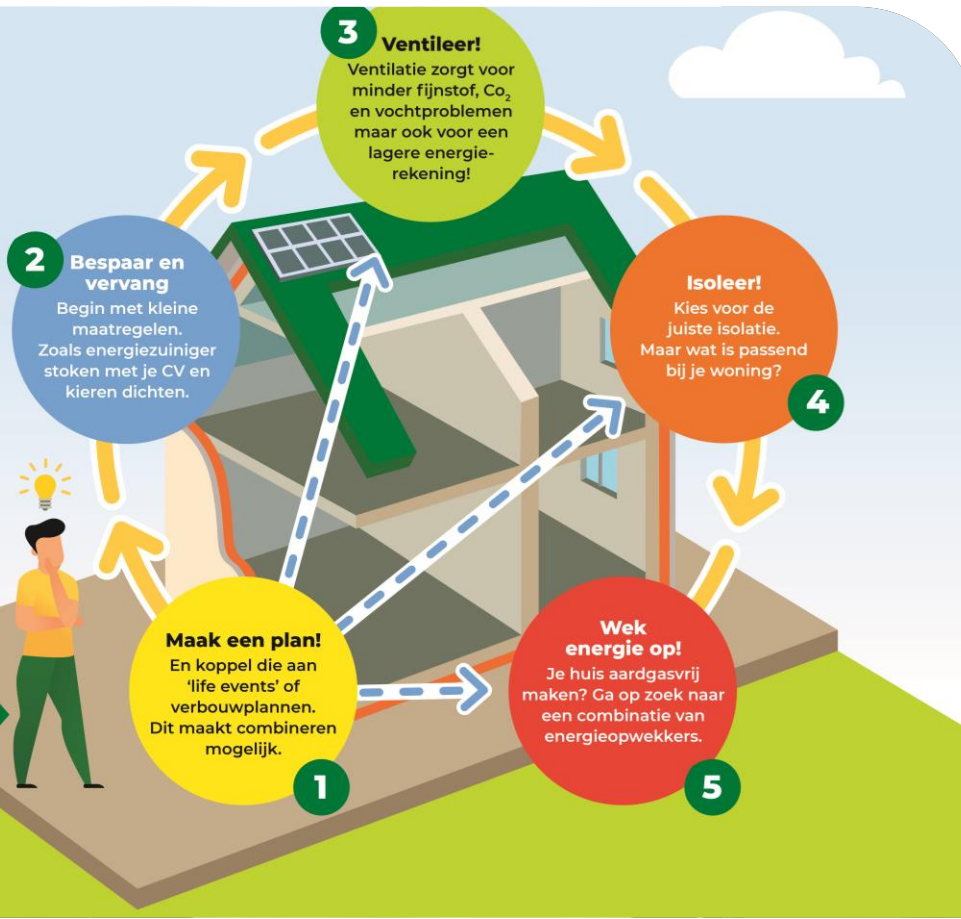 1
Maak een plan!
En koppel die aan
‘life events’ of
verbouwplannen.
Dit maakt combineren
mogelijk.
2
Bespaar en
vervang
Begin met kleine
maatregelen.
Zoals energiezuiniger
stoken met je CV en
kieren dichten.
3
Ventileer!
Ventilatie zorgt voor
minder fijnstof, Co₂
en vochtproblemen
maar ook voor een
lagere energie-
rekening!
Isoleer!
Kies voor de
juiste isolatie.
Maar wat is passend
bij je woning?
4
Wek
energie op!
Je huis aardgasvrij
maken? Ga op zoek naar
een combinatie van
energieopwekkers.
5